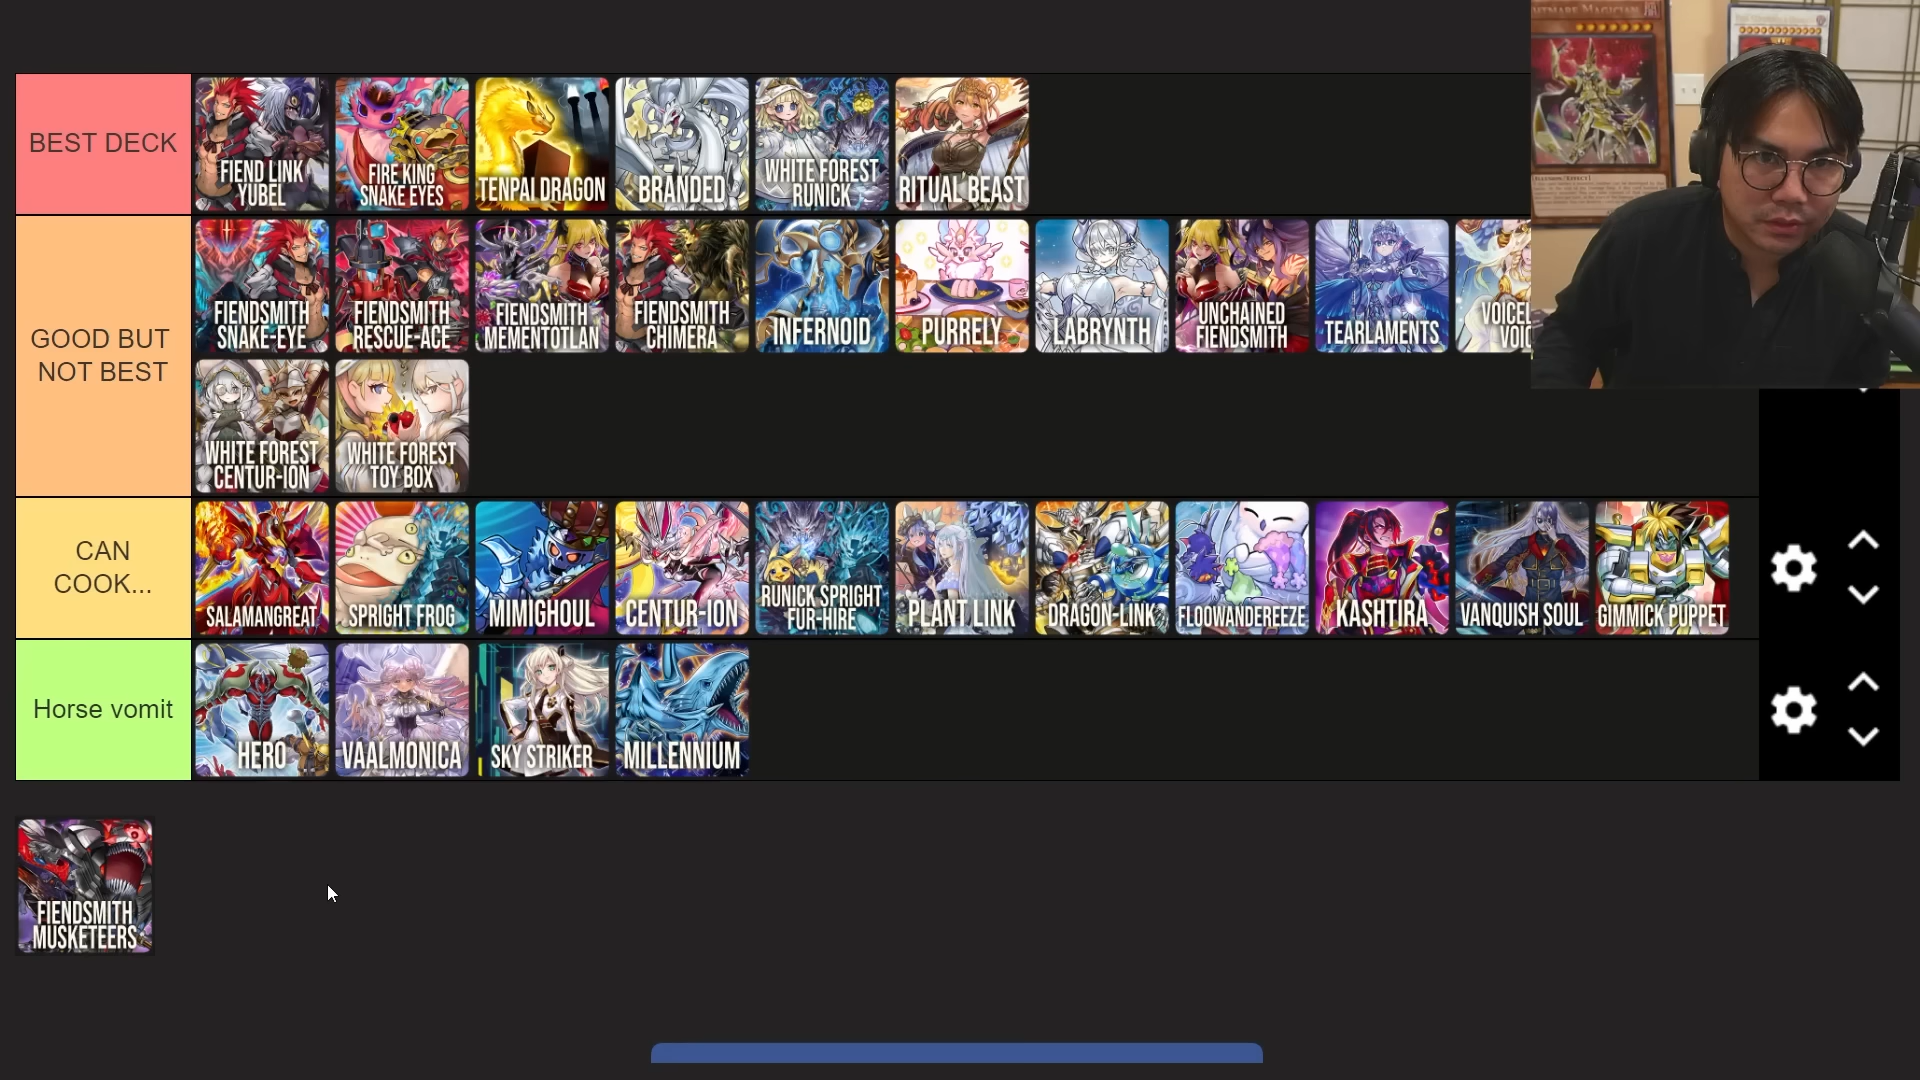 BEST DECK
FIEND LINK
YUBEL
FIRE KING
SNAKE EYES
TENPAI DRAGON
BRANDED
WHITE FOREST
RUNICK
RITUAL BEAST
GOOD BUT
NOT BEST
FIENDSMITH
SNAKE-EYE
FIENDSMITH
RESCUE-ACE
FIENDSMITH
MEMENTOTLAN
FIENDSMITH
CHIMERA
INFERNOID
PURRELY
LABRYNTH
UNCHAINED
FIENDSMITH
TEARLAMENTS
WHITE FOREST
CENTUR-ION
WHITE FOREST
TOY BOX
CAN
COOK...
SALAMANGREAT
SPRIGHT FROG
MIMIGHOUL
CENTUR-ION
RUNICK SPRIGHT
FUR-HIRE
PLANT LINK
DRAGON-LINK
FLOOWANDEREEZE
KASHTIRA
VANQUISH SOUL
GIMMICK PUPPET
Horse vomit
HERO
VAALMONICA
SKY STRIKER
MILLENNIUM
FIENDSMITH
MUSKETEERS